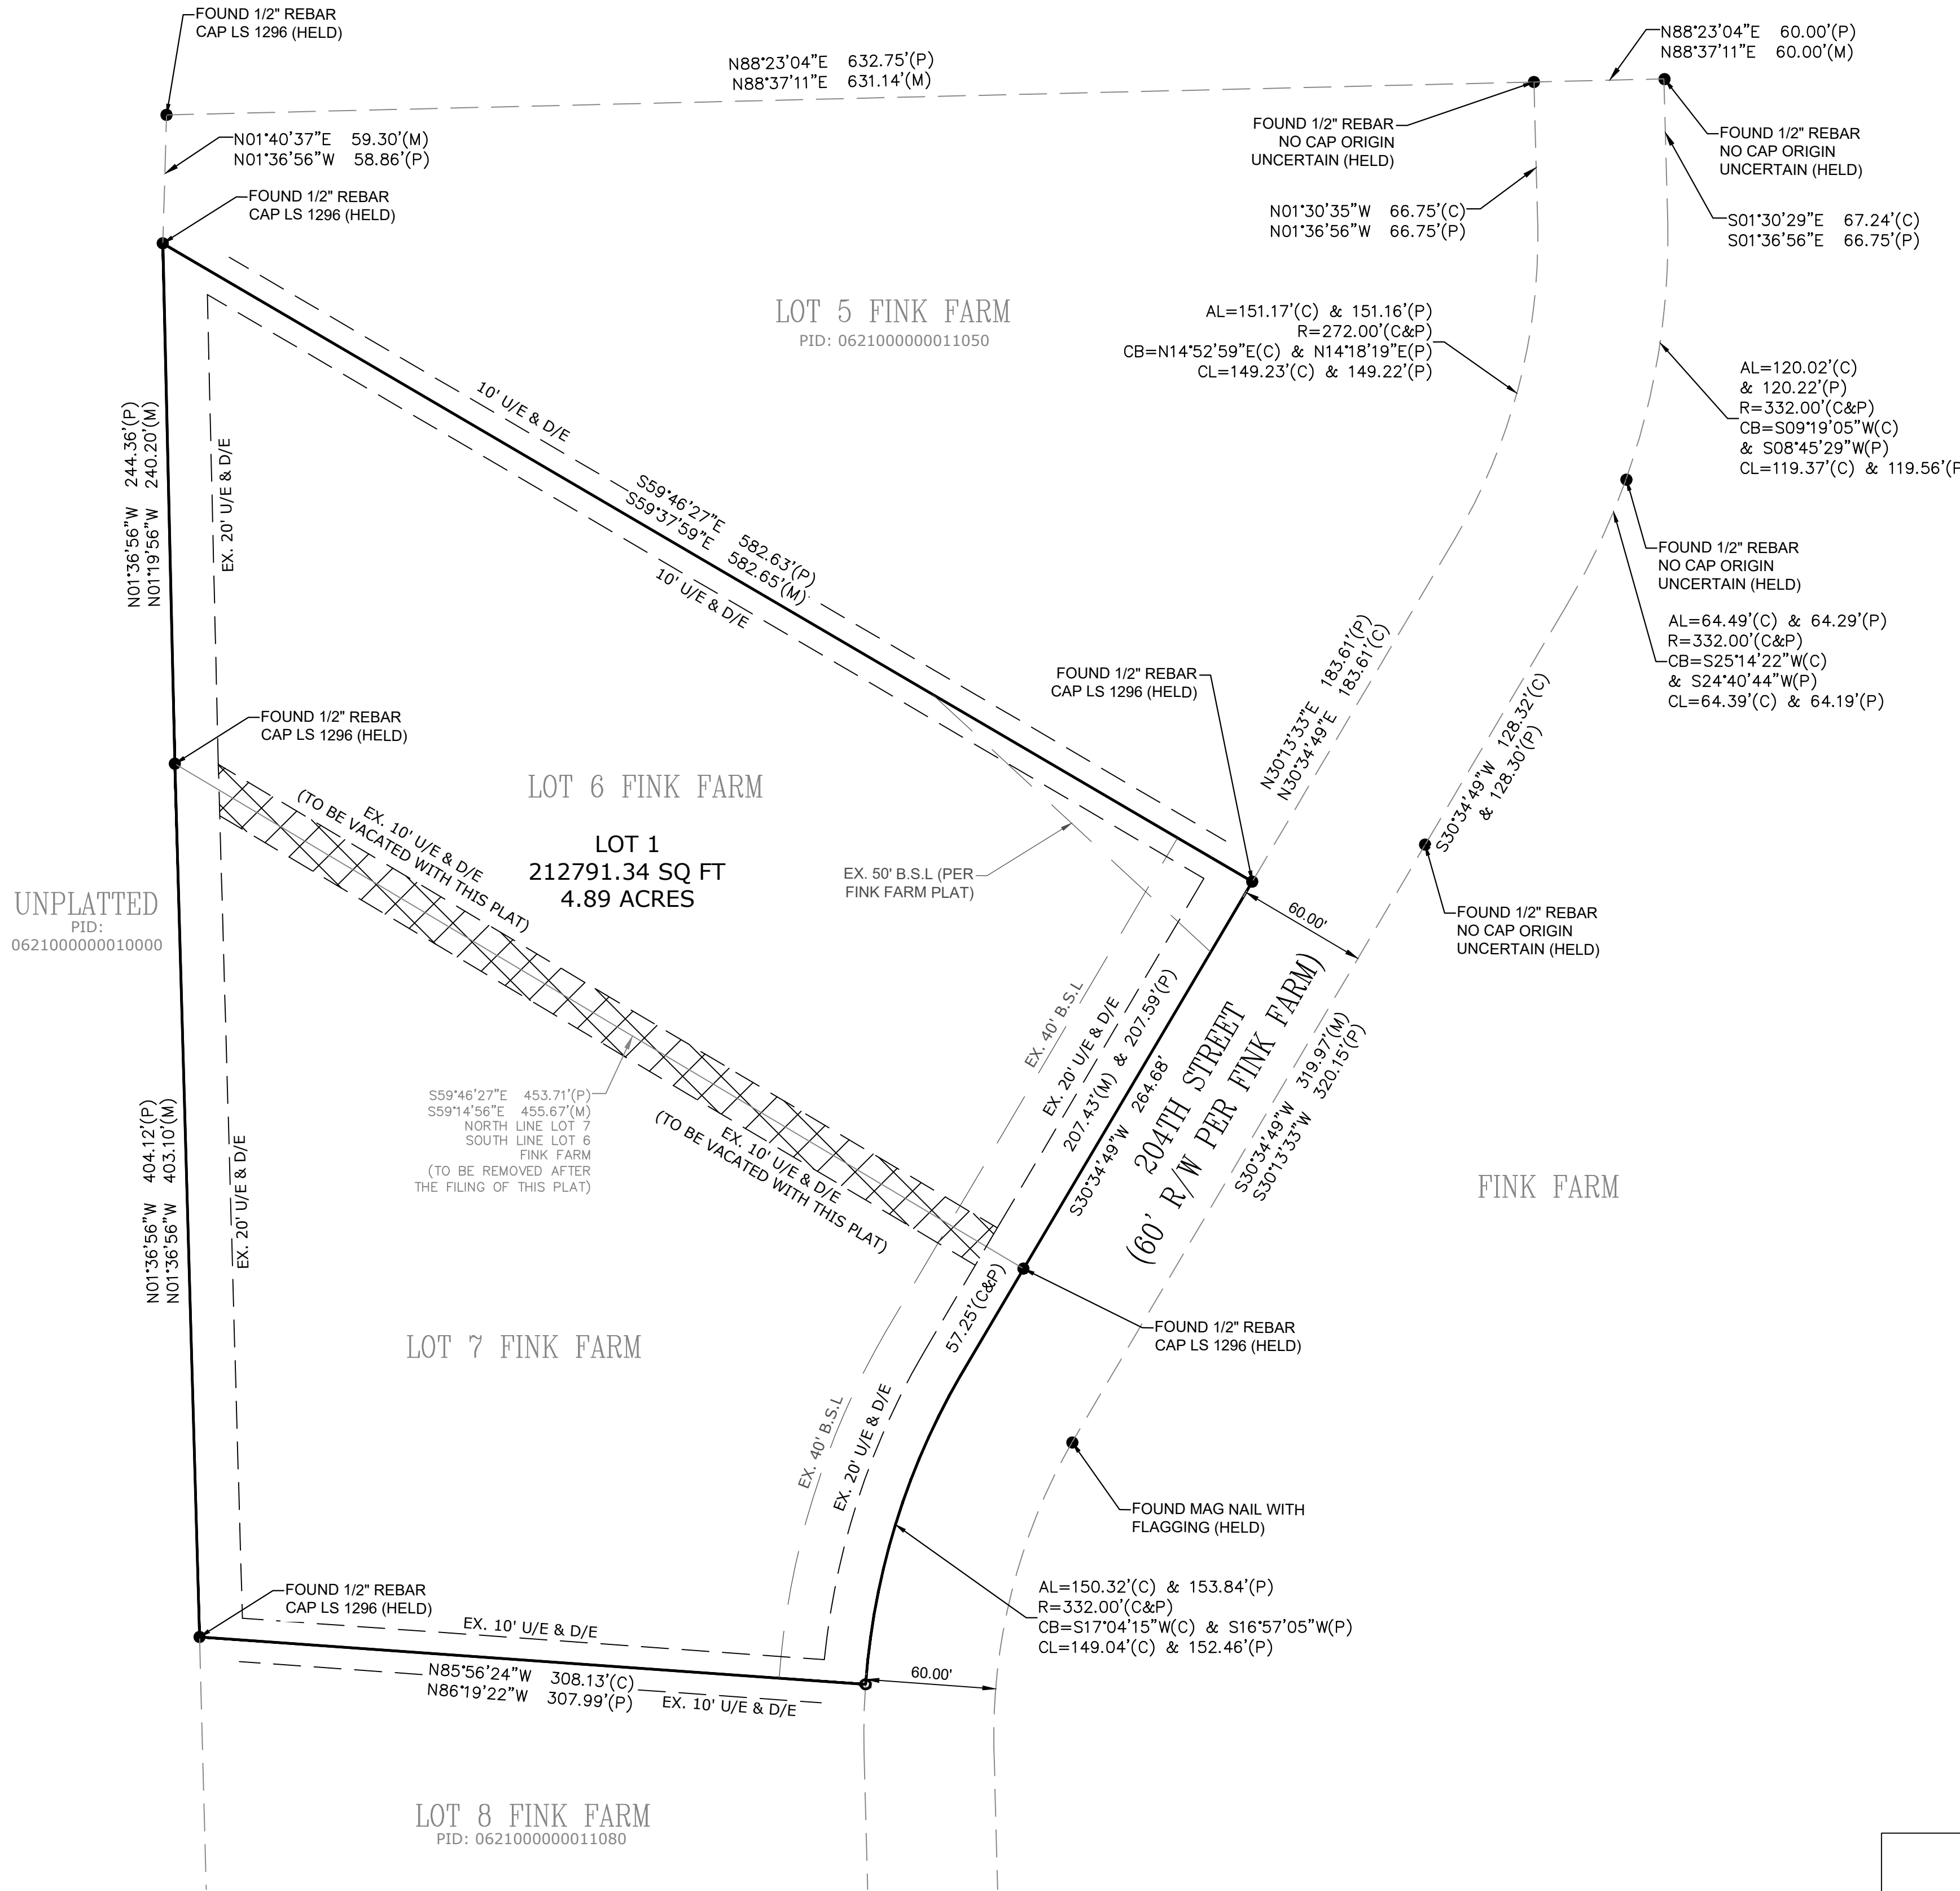 FOUND 1/2" REBAR
CAP LS 1296 (HELD)
N88°23'04"E 632.75'(P)
N88°37'11"E 631.14'(M)
N88°23'04"E 60.00'(P)
N88°37'11"E 60.00'(M)
N01°40'37"E 59.30'(M)
N01°36'56"W 58.86'(P)
FOUND 1/2" REBAR
NO CAP ORIGIN
UNCERTAIN (HELD)
FOUND 1/2" REBAR
NO CAP ORIGIN
UNCERTAIN (HELD)
FOUND 1/2" REBAR
CAP LS 1296 (HELD)
N01°30'35"W 66.75'(C)
N01°36'56"W 66.75'(P)
S01°30'29"E 67.24'(C)
S01°36'56"E 66.75'(P)
LOT 5 FINK FARM
PID: 0621000000011050
AL=151.17'(C) & 151.16'(P)
R=272.00'(C&P)
CB=N14°52'59"E(C) & N14°18'19"E(P)
CL=149.23'(C) & 149.22'(P)
AL=120.02'(C)
& 120.22'(P)
R=332.00'(C&P)
CB=S09°19'05"W(C)
& S08°45'29"W(P)
CL=119.37'(C) & 119.56'(P
10' U/E & D/E
N01°36'56"W 244.36'(P)
N01°19'56"W 240.20'(M)
EX. 20' U/E & D/E
S59°46'27"E 582.63'(P)
S59°37'59"E 582.65'(M)
10' U/E & D/E
FOUND 1/2" REBAR
NO CAP ORIGIN
UNCERTAIN (HELD)
AL=64.49'(C) & 64.29'(P)
R=332.00'(C&P)
CB=S25°14'22"W(C)
& S24°40'44"W(P)
CL=64.39'(C) & 64.19'(P)
FOUND 1/2" REBAR
CAP LS 1296 (HELD)
N30°13'33"E 183.61'(P)
N30°34'49"E 183.61'(C)
S30°34'49"W 128.32'(C)
& 128.30'(P)
FOUND 1/2" REBAR
CAP LS 1296 (HELD)
LOT 6 FINK FARM
EX. 10' U/E & D/E
(TO BE VACATED WITH THIS PLAT)
LOT 1
212791.34 SQ FT
4.89 ACRES
EX. 50' B.S.L (PER
FINK FARM PLAT)
UNPLATTED
PID:
0621000000010000
60.00'
FOUND 1/2" REBAR
NO CAP ORIGIN
UNCERTAIN (HELD)
EX. 40' B.S.L
EX. 20' U/E & D/E
207.43'(M) & 207.59'(P)
S30°34'49"W 264.68'
204TH STREET
(60' R/W PER FINK FARM)
S30°34'49"W 319.97'(M)
S30°13'33"W 320.15'(P)
S59°46'27"E 453.71'(P)
S59°14'56"E 455.67'(M)
NORTH LINE LOT 7
SOUTH LINE LOT 6
FINK FARM
(TO BE REMOVED AFTER
THE FILING OF THIS PLAT)
EX. 10' U/E & D/E
(TO BE VACATED WITH THIS PLAT)
N01°36'56"W 404.12'(P)
N01°36'56"W 403.10'(M)
EX. 20' U/E & D/E
FINK FARM
57.25'(C&P)
FOUND 1/2" REBAR
CAP LS 1296 (HELD)
LOT 7 FINK FARM
EX. 40' B.S.L
EX. 20' U/E & D/E
FOUND MAG NAIL WITH
FLAGGING (HELD)
AL=150.32'(C) & 153.84'(P)
R=332.00'(C&P)
CB=S17°04'15"W(C) & S16°57'05"W(P)
CL=149.04'(C) & 152.46'(P)
FOUND 1/2" REBAR
CAP LS 1296 (HELD)
EX. 10' U/E & D/E
N85°56'24"W 308.13'(C)
N86°19'22"W 307.99'(P)
EX. 10' U/E & D/E
60.00'
LOT 8 FINK FARM
PID: 0621000000011080